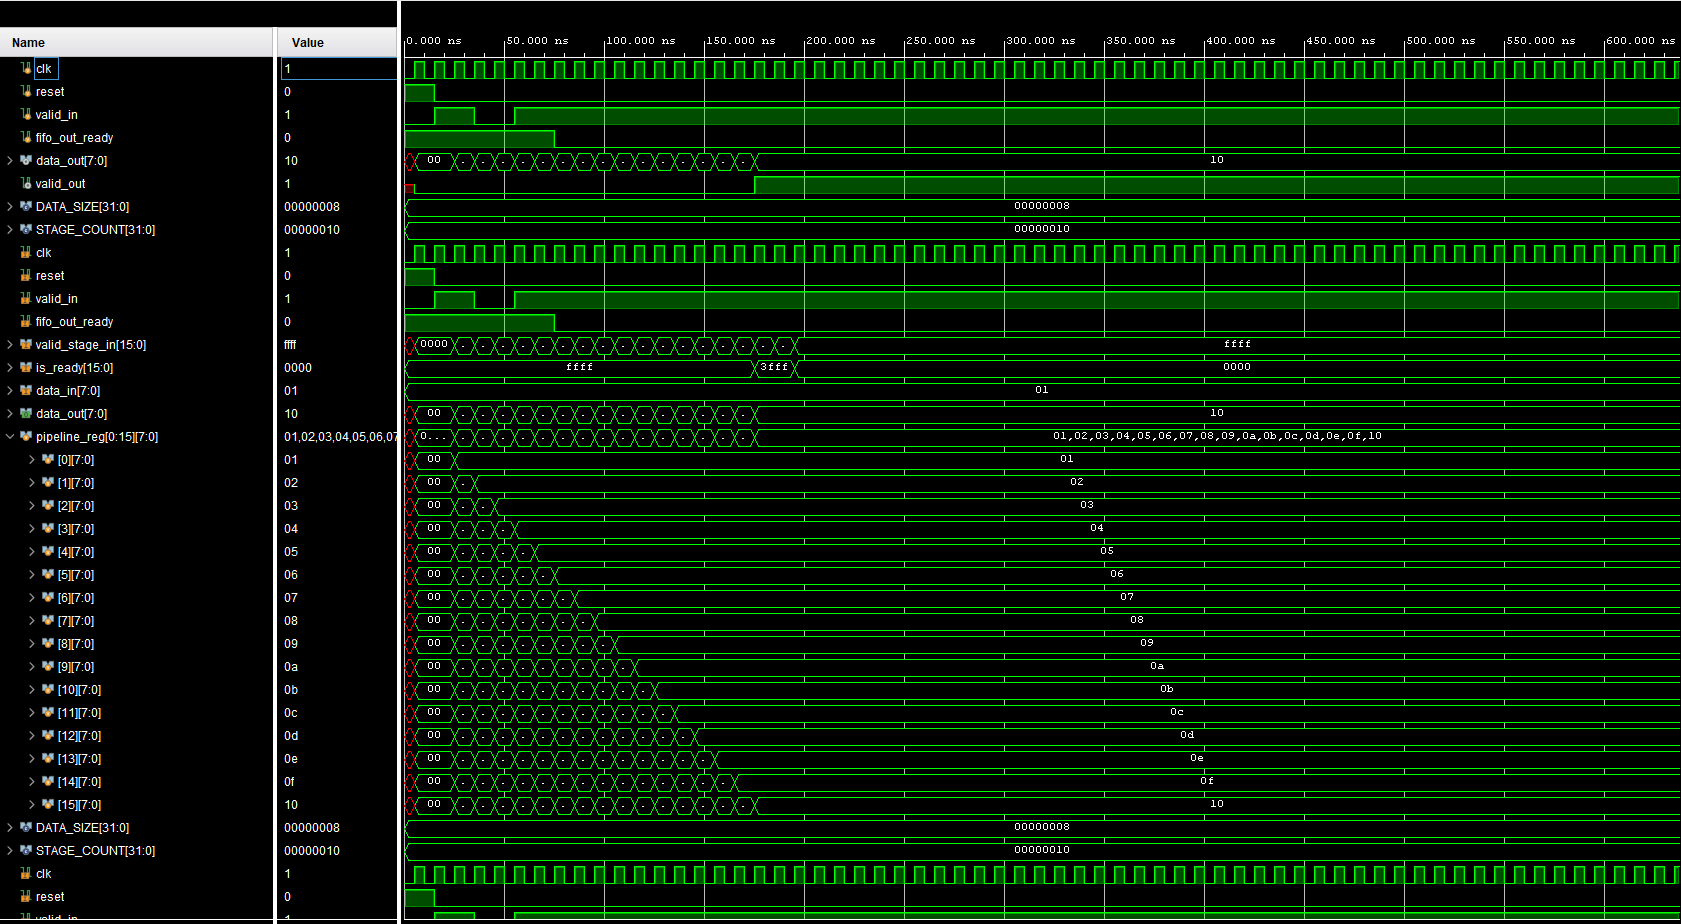 Name Value 0.000 ns 50.000 ns 100.000 ns 150.000 ns 200.000 ns 250.000 ns 300.000 ns 350.000 ns 400.000 ns 450.000 ns 500.000 ns 550.000 ns 600.000 ns
clk 1
reset 0
valid_in 1
fifo_out_ready 0
data_out[7:0] 10 00 10
valid_out 1
DATA_SIZE[31:0] 00000008 00000008
STAGE_COUNT[31:0] 00000010 00000010
clk 1
reset 0
valid_in 1
fifo_out_ready 0
valid_stage_in[15:0] ffff 0000 ffff
is_ready[15:0] 0000 ffff 3fff 0000
data_in[7:0] 01 01
data_out[7:0] 10 00 10
pipeline_reg[0:15][7:0] 01,02,03,04,05,06,07 0... 01,02,03,04,05,06,07,08,09,0a,0b,0c,0d,0e,0f,10
[0][7:0] 01 00 01
[1][7:0] 02 00 02
[2][7:0] 03 00 03
[3][7:0] 04 00 04
[4][7:0] 05 00 05
[5][7:0] 06 00 06
[6][7:0] 07 00 07
[7][7:0] 08 00 08
[8][7:0] 09 00 09
[9][7:0] 0a 00 0a
[10][7:0] 0b 00 0b
[11][7:0] 0c 00 0c
[12][7:0] 0d 00 0d
[13][7:0] 0e 00 0e
[14][7:0] 0f 00 0f
[15][7:0] 10 00 10
DATA_SIZE[31:0] 00000008 00000008
STAGE_COUNT[31:0] 00000010 00000010
clk 1
reset 0
valid_in 1